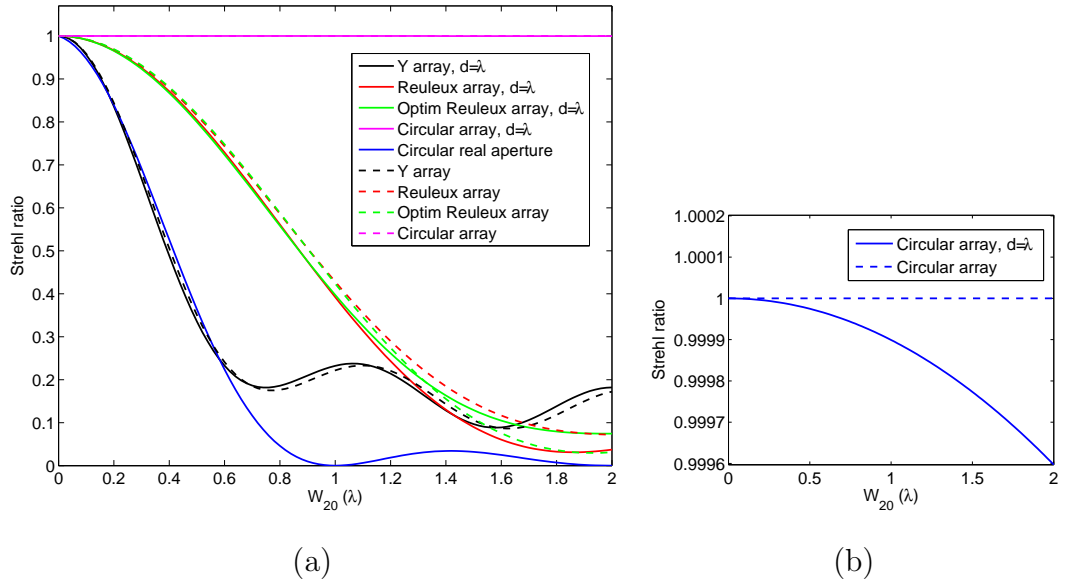 1
0.9
0.8
0.7
0.6
0.5
0.4
0.3
0.2
0.1
0
Strehl ratio
Y array, d=λ
Reuleux array, d=λ
Optim Reuleux array, d=λ
Circular array, d=λ
Circular real aperture
Y array
Reuleux array
Optim Reuleux array
Circular array
0 0.2 0.4 0.6 0.8 1 1.2 1.4 1.6 1.8 2
W20 (λ)
(a)
1.0002
1.0001
1
0.9999
0.9998
0.9997
0.9996
Strehl ratio
Circular array, d=λ
Circular array
0 0.5 1 1.5 2
W20 (λ)
(b)